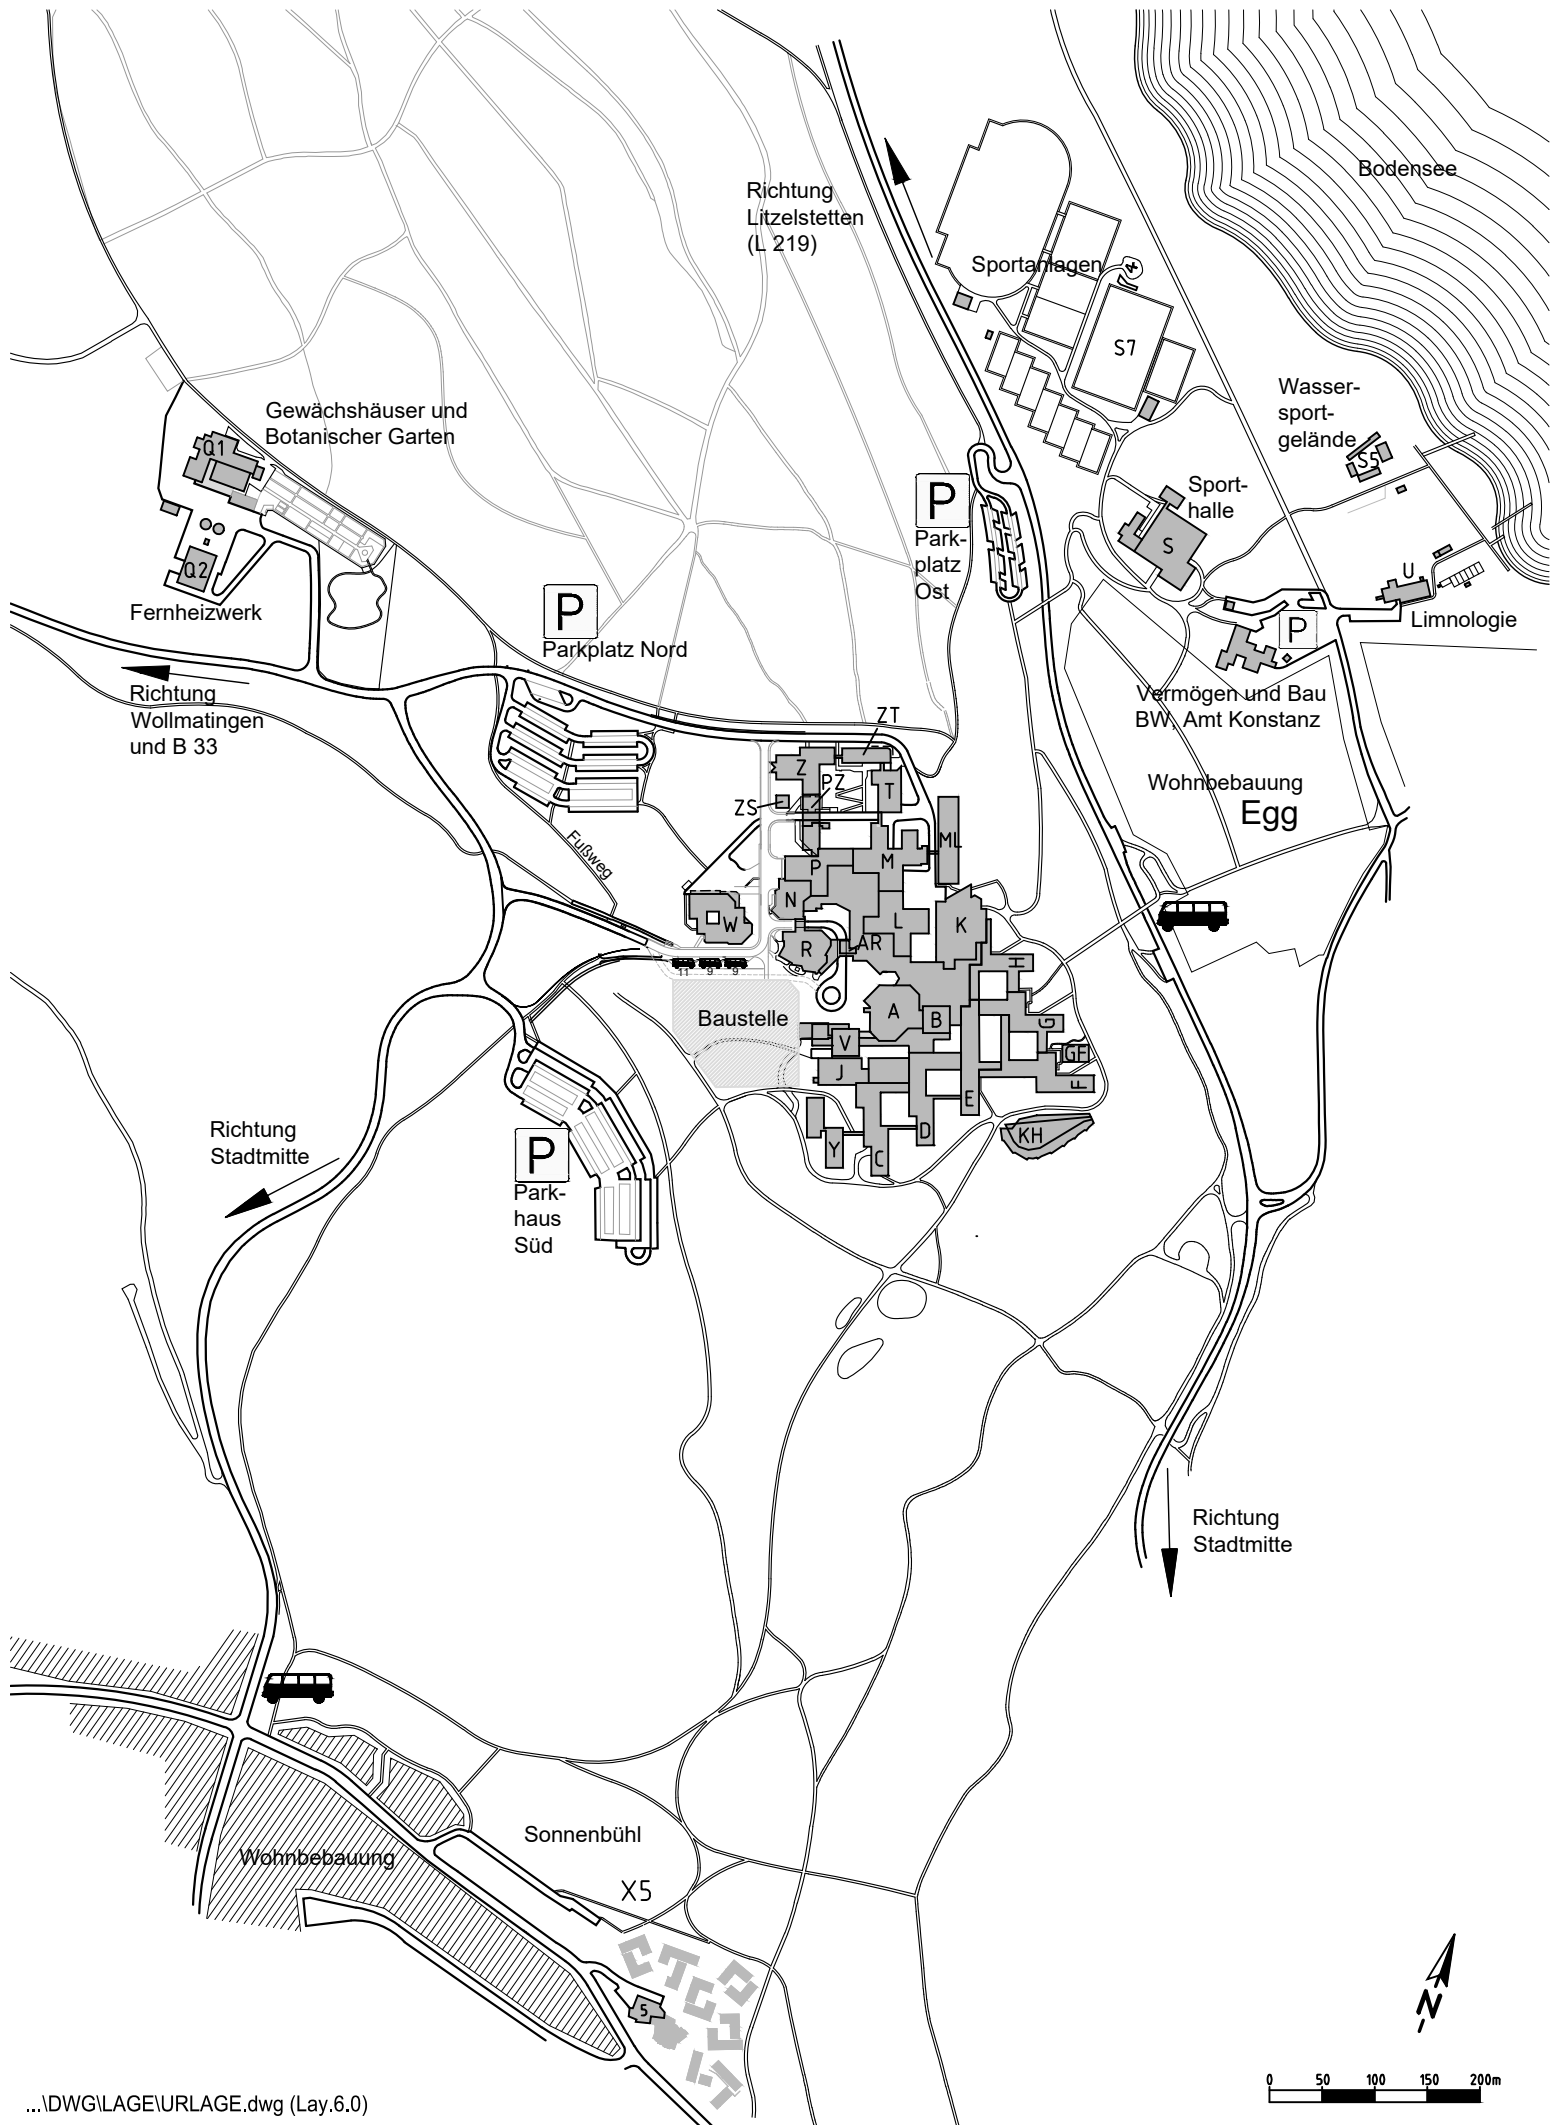 Bodensee
Richtung
Litzelstetten
(L 219)
Sportanlagen
4
S7
Wasser-
sport-
gelände
S5
Gewächshäuser und
Botanischer Garten
Q1
Q2
Fernheizwerk
P
Park-
platz
Ost
Sport-
halle
S
U
Limnologie
P
P
Parkplatz Nord
Richtung
Wollmatingen
und B 33
Vermögen und Bau
BW, Amt Konstanz
Wohnbebauung
Egg
ZT
Z
PZ
T
ZS
ML
Fußweg
P
M
N
W
L
K
R
AR
H
11
9
9
Baustelle
A
B
G
V
GF
J
F
E
D
KH
Y
C
Richtung
Stadtmitte
P
Park-
haus
Süd
Richtung
Stadtmitte
Sonnenbühl
Wohnbebauung
X5
5
N
0 50 100 150 200m
...\DWG\LAGE\URLAGE.dwg (Lay.6.0)